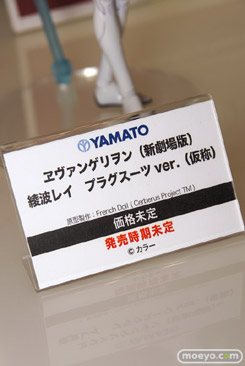 YAMATO
ヱヴァンゲリヲン（新劇場版）
綾波レイ　プラグスーツ ver.（仮称）
原型製作：French Doll ( Cerberus Project TM )
価格未定
発売時期未定
© カラー
moeyo.com